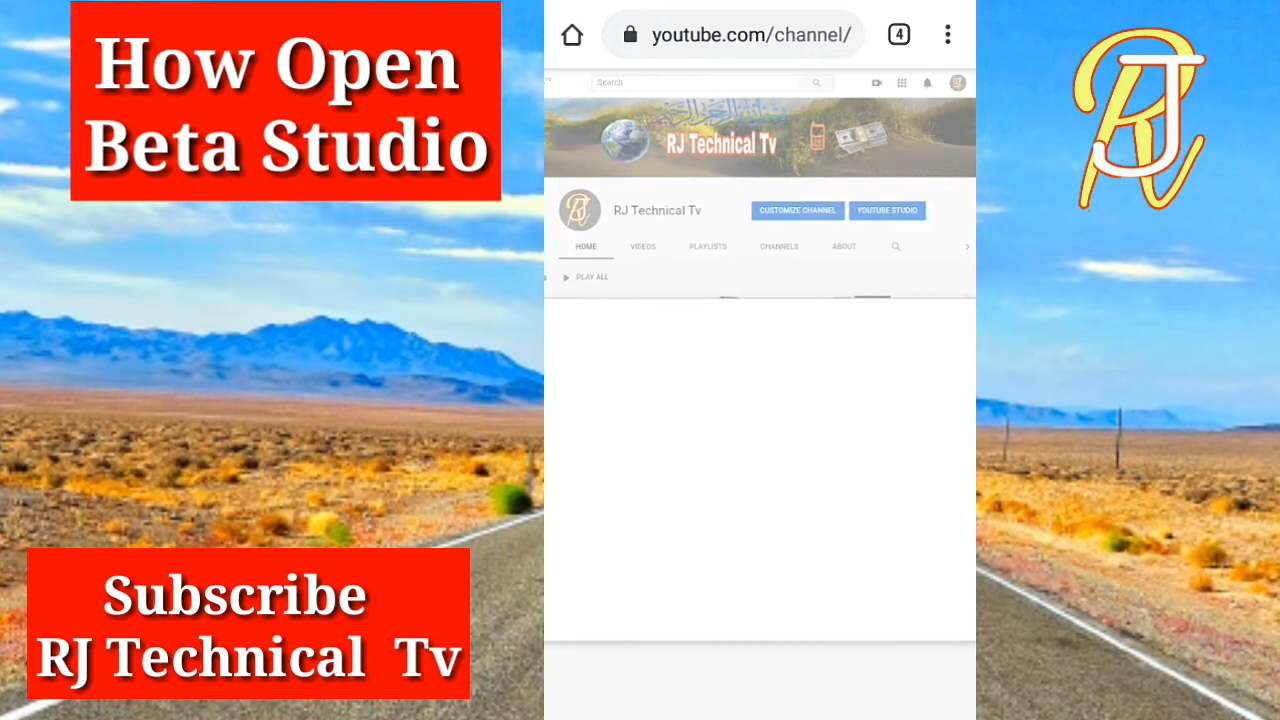 How Open
Beta Studio
youtube.com/channel/
4
Search
RJ Technical Tv
RJ Technical Tv
CUSTOMIZE CHANNEL
YOUTUBE STUDIO
HOME
VIDEOS
PLAYLISTS
CHANNELS
ABOUT
PLAY ALL
RJ
Subscribe
RJ Technical Tv